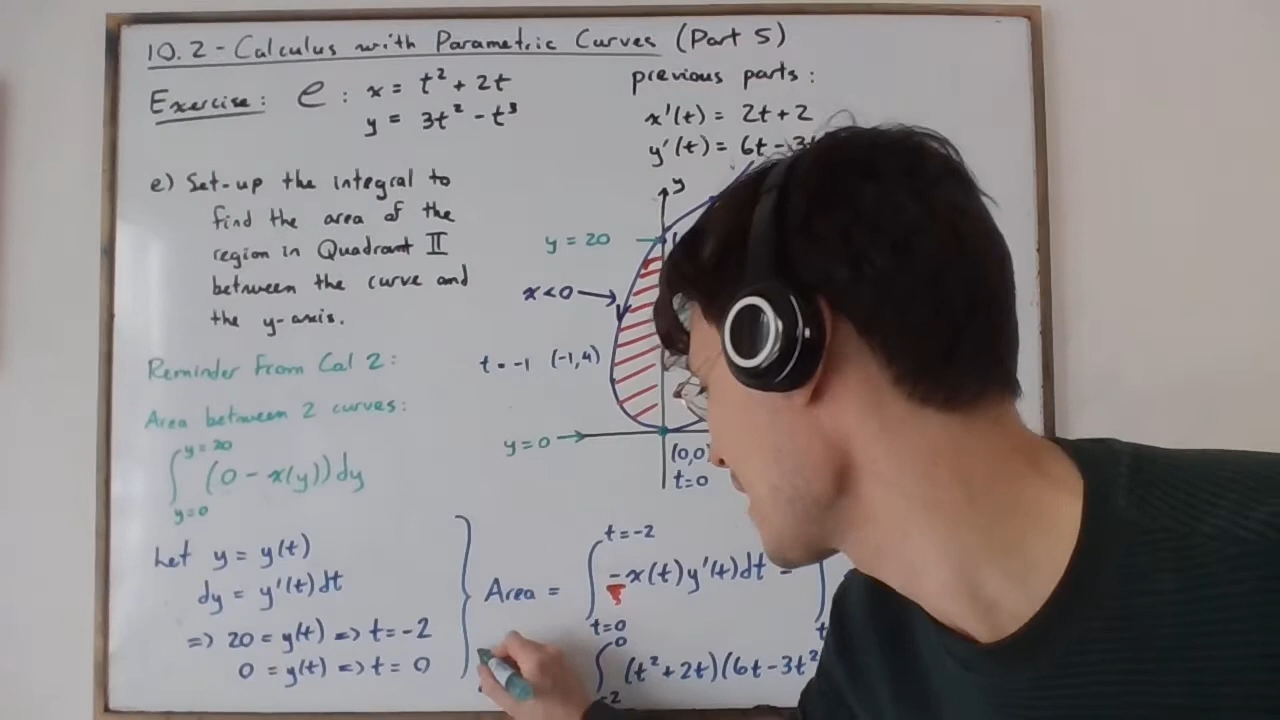 10.2 - Calculus with Parametric Curves (Part 5)
Exercise: C: x = t² + 2t
y = 3t² - t³
previous parts:
x'(t) = 2t + 2
y'(t) = 6t - 3t
e) Set-up the integral to
find the area of the
region in Quadrant II
between the curve and
the y-axis.
y
y = 20
x < 0
t = -1 (-1,4)
y = 0
(0,0)
t = 0
Reminder From Cal 2:
Area between 2 curves:
∫ y=20 y=0 (0 - x(y)) dy
Let y = y(t)
dy = y'(t) dt
=> 20 = y(t) => t = -2
0 = y(t) => t = 0
Area = ∫ t=-2 t=0 -x(t) y'(t) dt = ∫ t
∫ 0 -2 (t² + 2t)(6t - 3t²